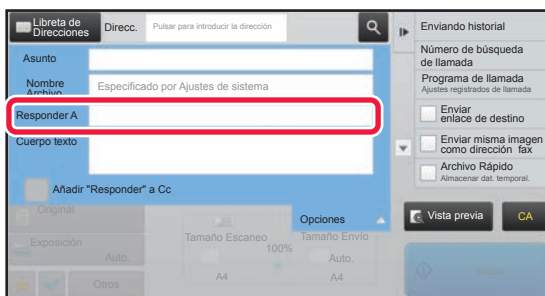 Libreta de
Direcciones
Direcc.
Pulsar para introducir la dirección
Asunto
Nombre
Archivo
Especificado por Ajustes de sistema
Responder A
Cuerpo texto
Añadir "Responder" a Cc
Original
Exposición
Auto.
Otros
Tamaño Escaneo
100%
A4
Opciones
Tamaño Envío
Auto.
A4
Enviando historial
Número de búsqueda
de llamada
Programa de llamada
Ajustes registrados de llamada
Enviar
enlace de destino
Enviar misma imagen
como dirección fax
Archivo Rápido
Almacenar dat. temporal.
Vista previa
CA
Iniciar